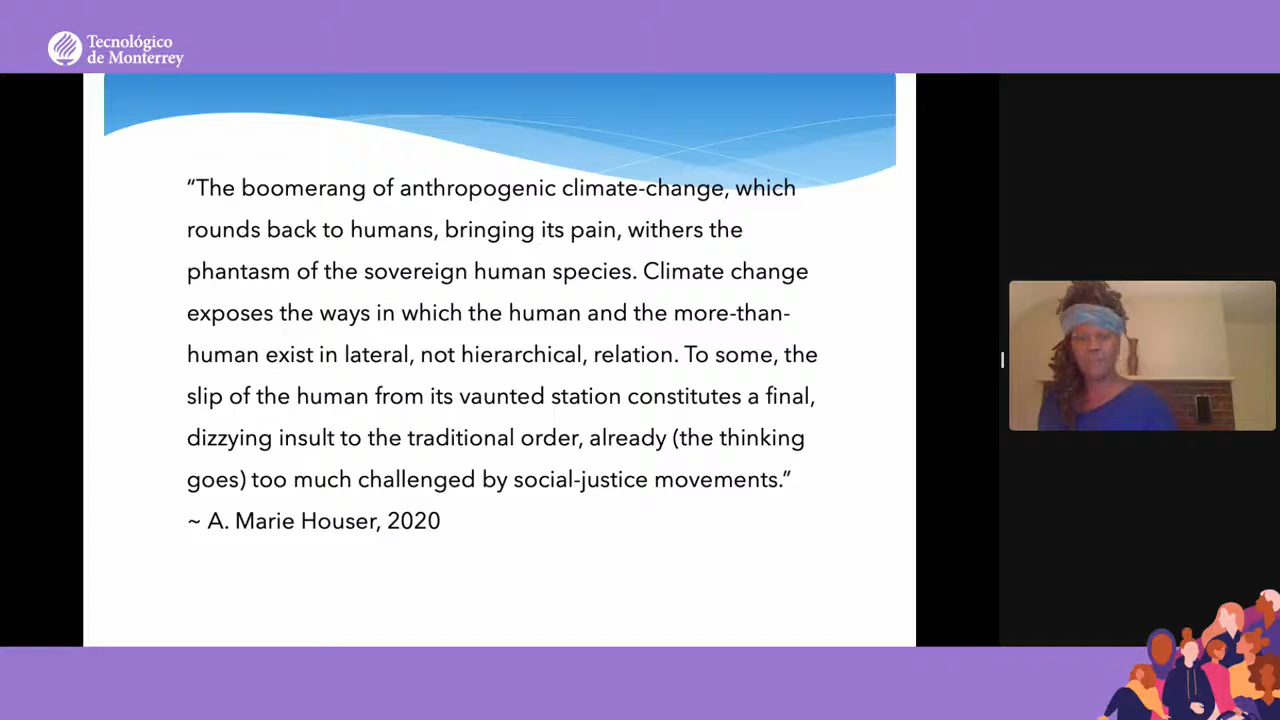 Tecnológico
de Monterrey
“The boomerang of anthropogenic climate-change, which
rounds back to humans, bringing its pain, withers the
phantasm of the sovereign human species. Climate change
exposes the ways in which the human and the more-than-
human exist in lateral, not hierarchical, relation. To some, the
slip of the human from its vaunted station constitutes a final,
dizzying insult to the traditional order, already (the thinking
goes) too much challenged by social-justice movements.”
~ A. Marie Houser, 2020